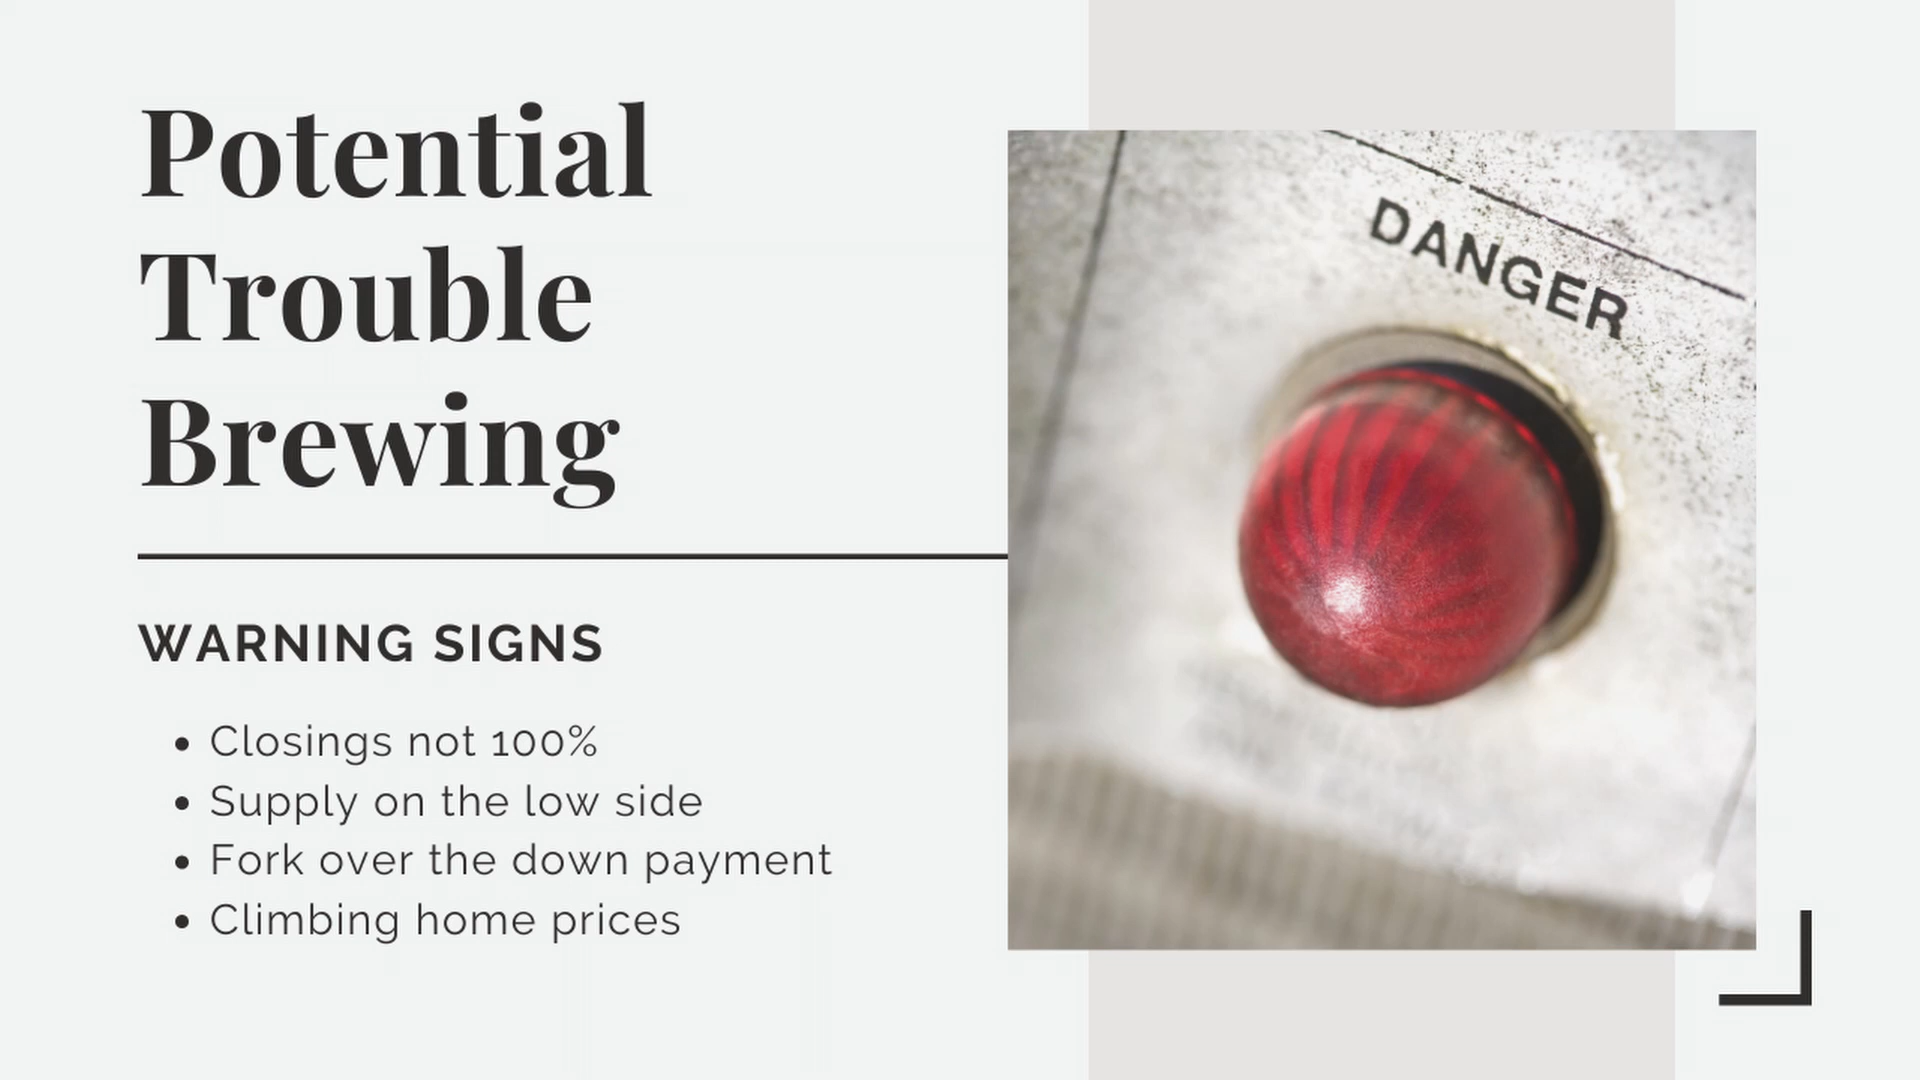 Potential
Trouble
Brewing
WARNING SIGNS
Closings not 100%
Supply on the low side
Fork over the down payment
Climbing home prices
DANGER